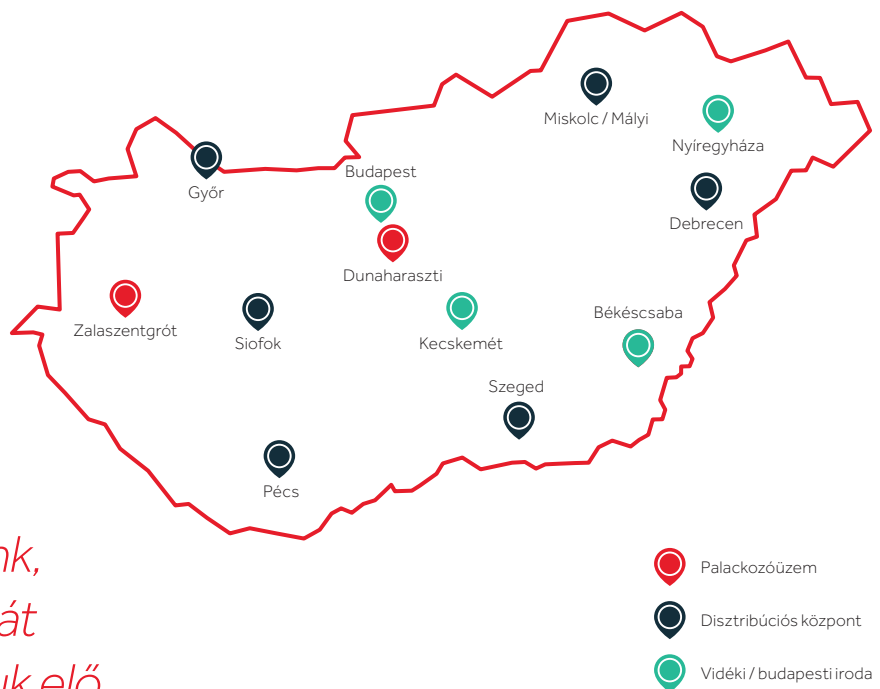 Miskolc / Mályi
Nyíregyháza
Győr
Budapest
Debrecen
Dunaharaszti
Zalaszentgrót
Siofok
Kecskemét
Békéscsaba
Szeged
Pécs
Palackozóüzem
Disztribúciós központ
Vidéki / budapesti iroda